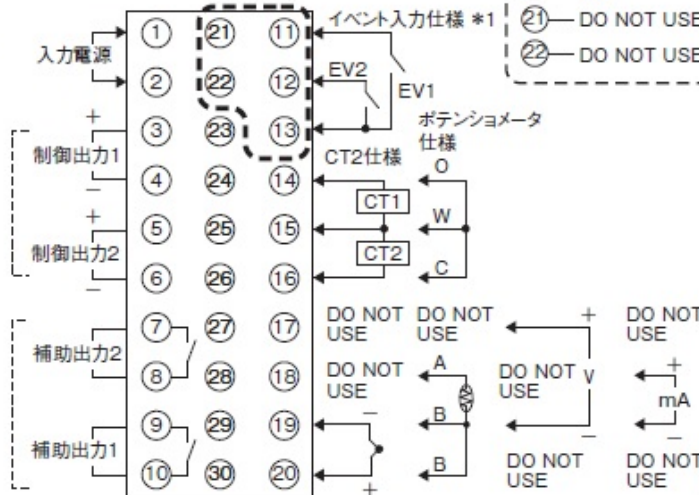 ① ㉑ ⑪ イベント入力仕様 *1
㉑ DO NOT USE
入力電源
② ㉒ ⑫ EV2 EV1
㉒ DO NOT USE
+ ③ ㉓ ⑬ ポテンショメータ
仕様
制御出力1
CT2仕様
− ④ ㉔ ⑭ O
CT1
+ ⑤ ㉕ ⑮ W
制御出力2
CT2
− ⑥ ㉖ ⑯ C
⑦ ㉗ ⑰ DO NOT USE DO NOT USE + DO NOT
USE
補助出力2
⑧ ㉘ ⑱ DO NOT USE A DO NOT USE V + mA
⑨ ㉙ ⑲ − B − −
補助出力1
⑩ ㉚ ⑳ + B DO NOT USE DO NOT
USE